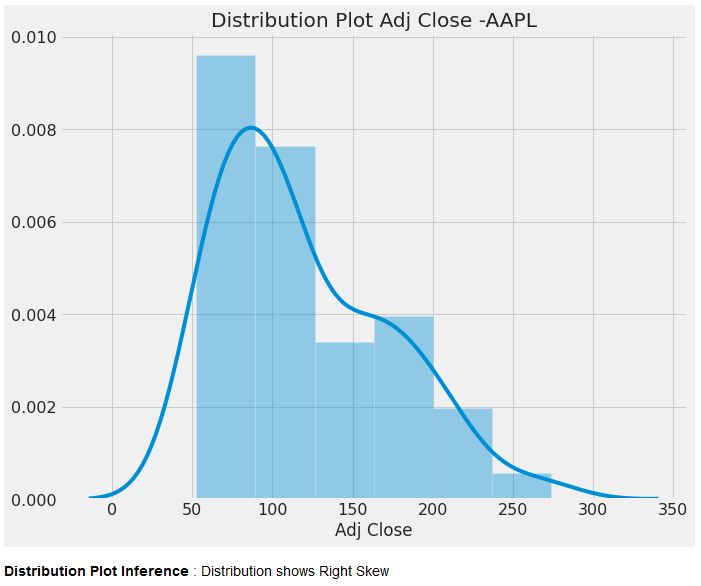 Distribution Plot Adj Close -AAPL
0.010
0.008
0.006
0.004
0.002
0.000
0 50 100 150 200 250 300 350
Adj Close
Distribution Plot Inference : Distribution shows Right Skew